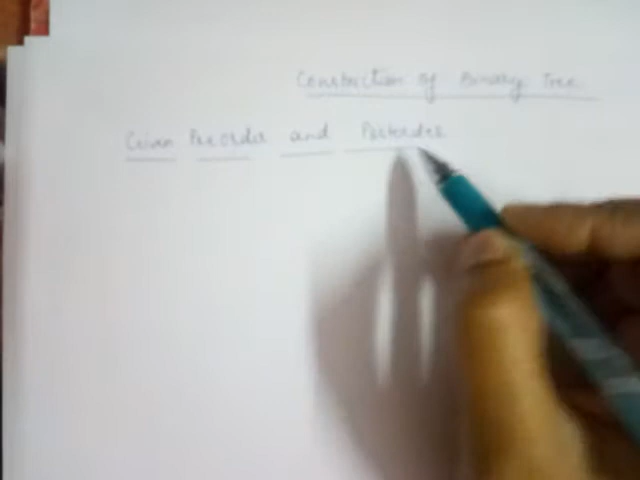 Construction of Binary Tree
Given Preorder and Postorder